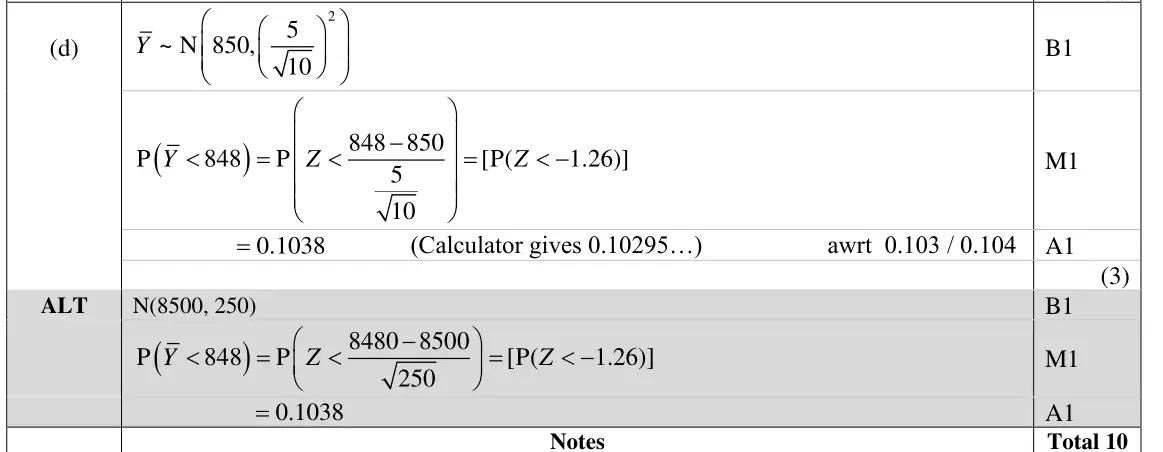 (d) Ȳ ~ N(850, (5/√10)²) B1
P(Ȳ < 848) = P(Z < (848 − 850)/(5/√10)) = [P(Z < −1.26)] M1
= 0.1038 (Calculator gives 0.10295…) awrt 0.103 / 0.104 A1
(3)
ALT N(8500, 250) B1
P(Ȳ < 848) = P(Z < (8480 − 8500)/√250) = [P(Z < −1.26)] M1
= 0.1038 A1
Notes Total 10